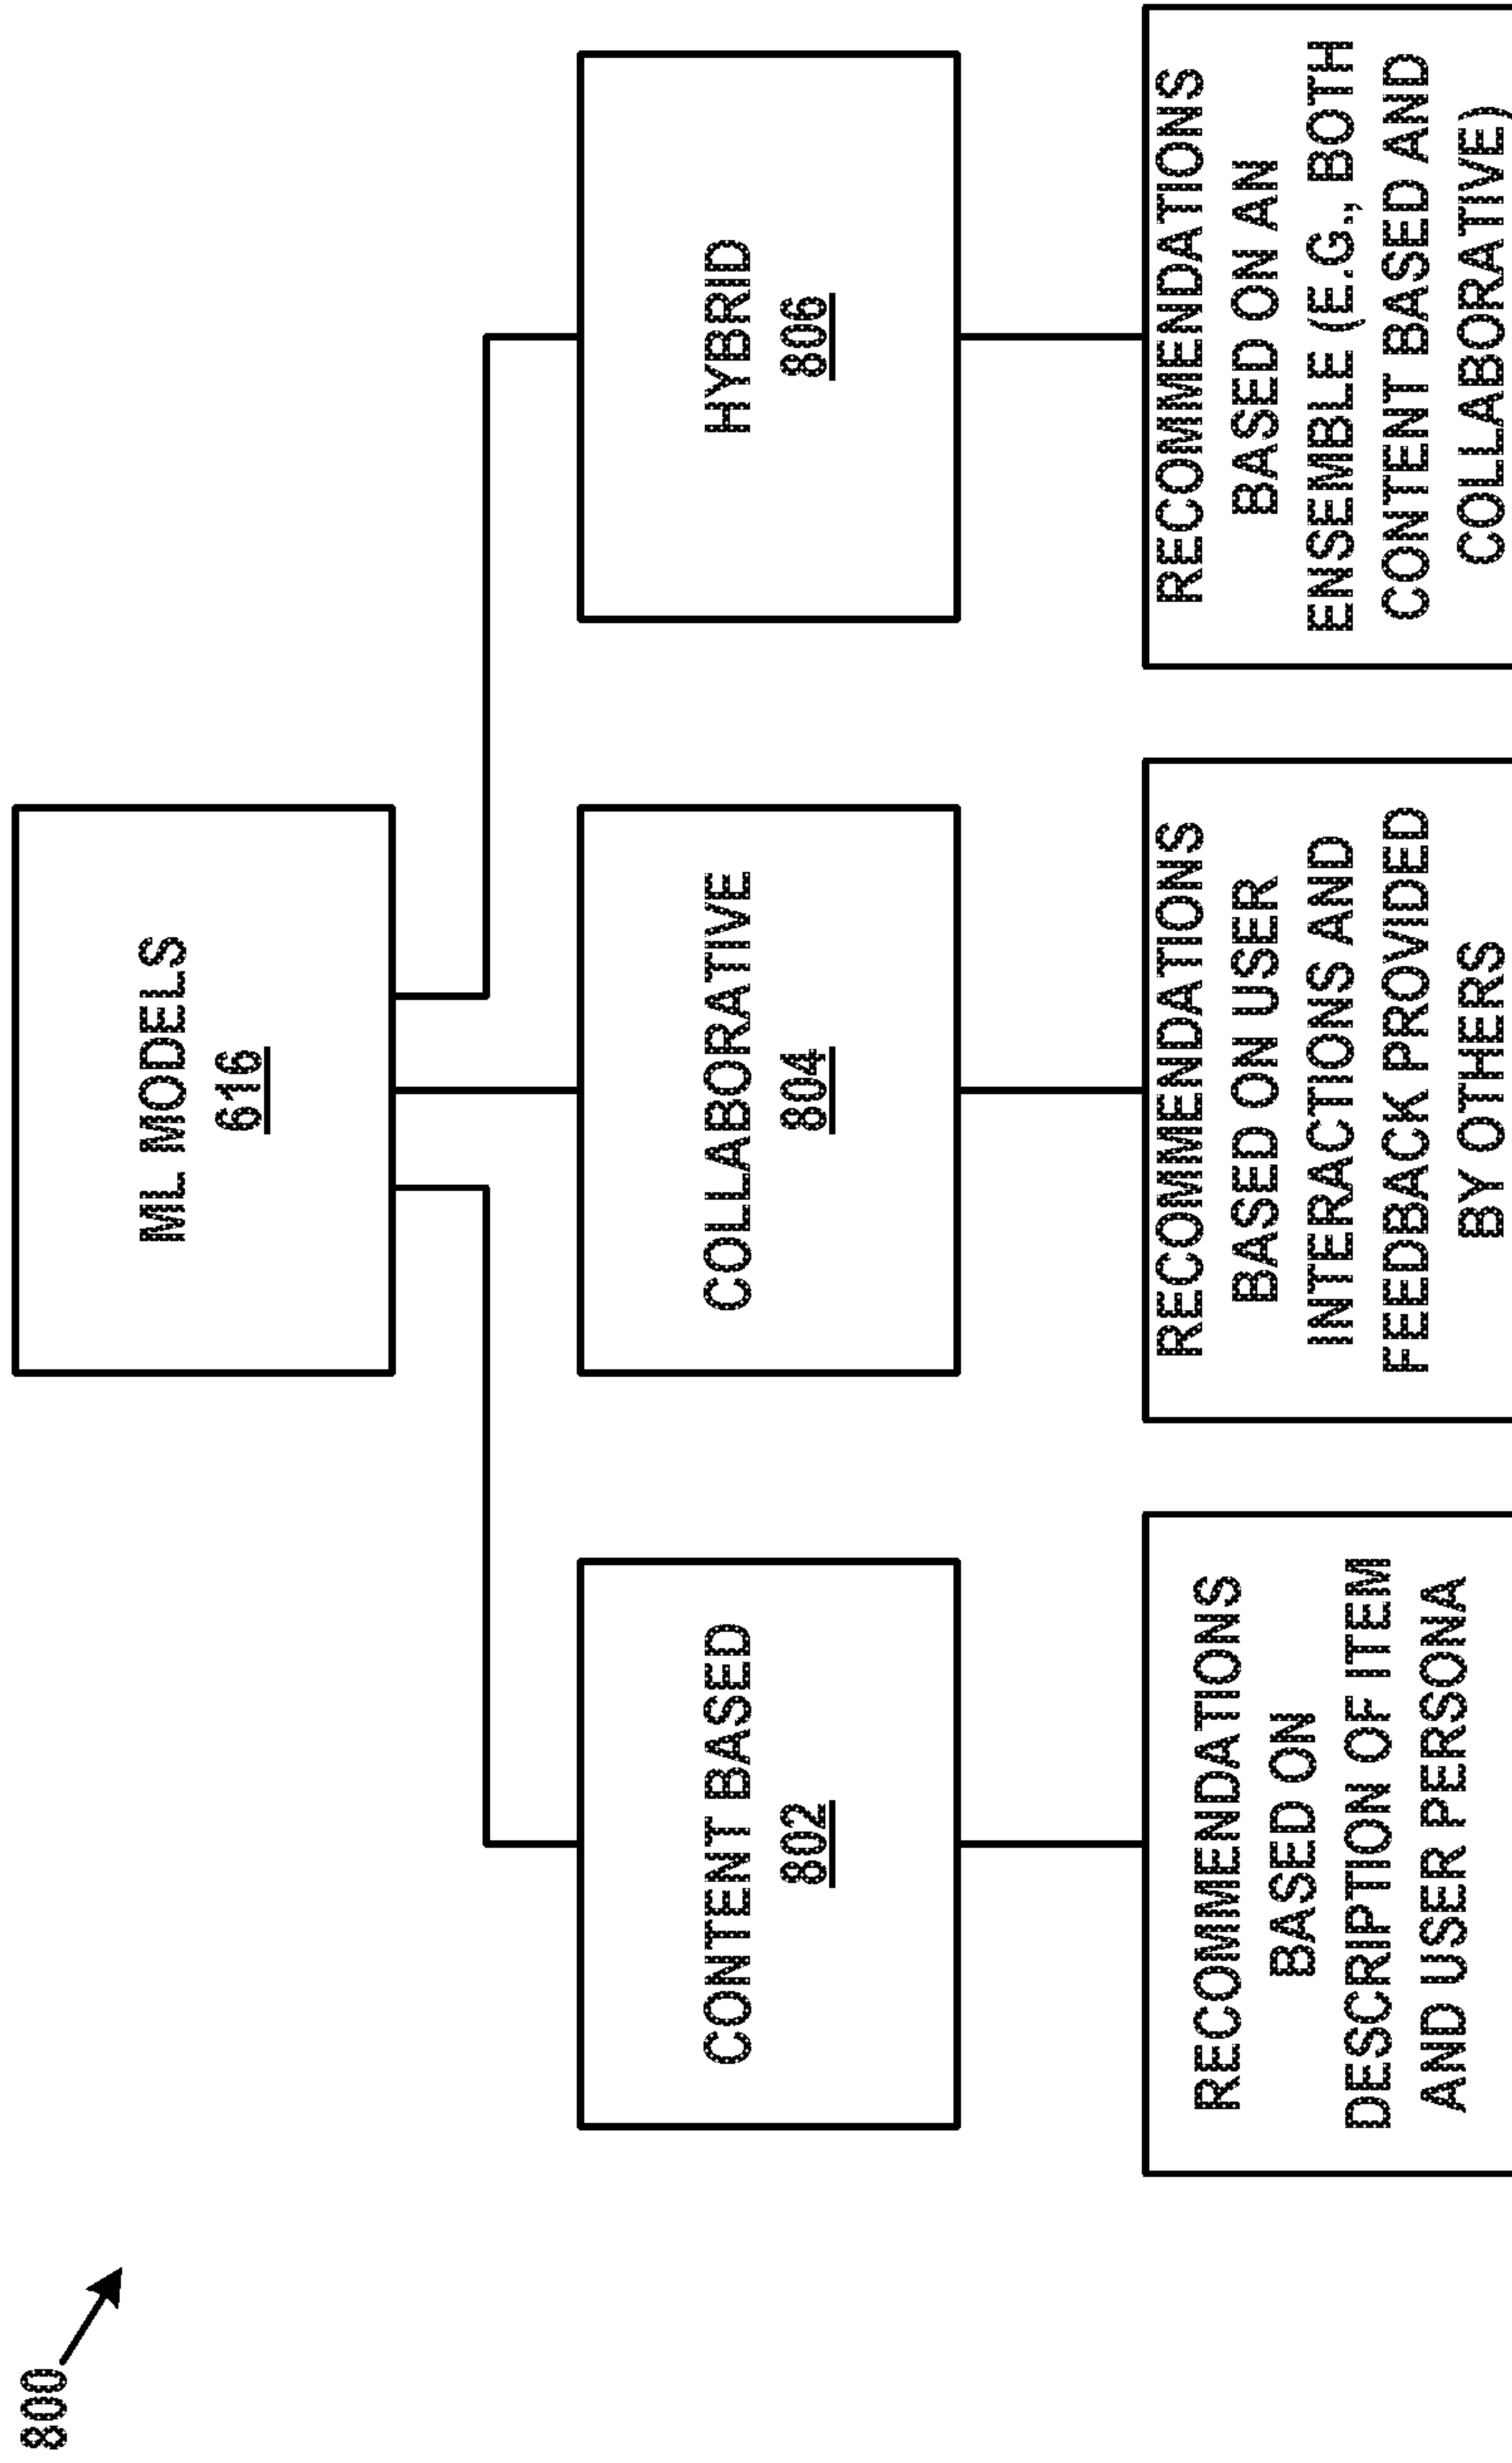 800
ML MODELS
616
CONTENT BASED
802
COLLABORATIVE
804
HYBRID
806
RECOMMENDATIONS
BASED ON
DESCRIPTION OF ITEM
AND USER PERSONA
RECOMMENDATIONS
BASED ON USER
INTERACTIONS AND
FEEDBACK PROVIDED
BY OTHERS
RECOMMENDATIONS
BASED ON AN
ENSEMBLE (E.G., BOTH
CONTENT BASED AND
COLLABORATIVE)